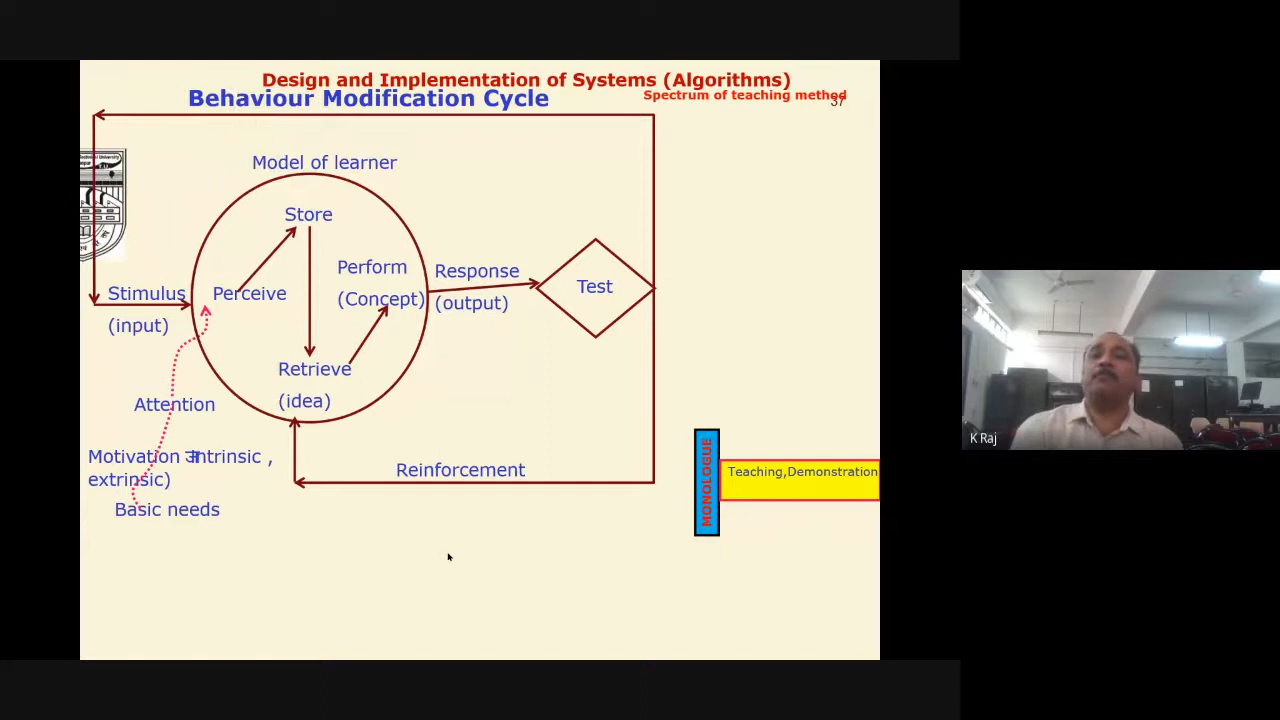 Design and Implementation of Systems (Algorithms)
Behaviour Modification Cycle
Spectrum of teaching method
37
Model of learner
Store
Perform
(Concept)
Response
(output)
Test
Stimulus
(input)
Perceive
Retrieve
(idea)
Attention
Motivation Intrinsic ,
extrinsic)
Basic needs
Reinforcement
MONOLOGUE
Teaching,Demonstration
K Raj